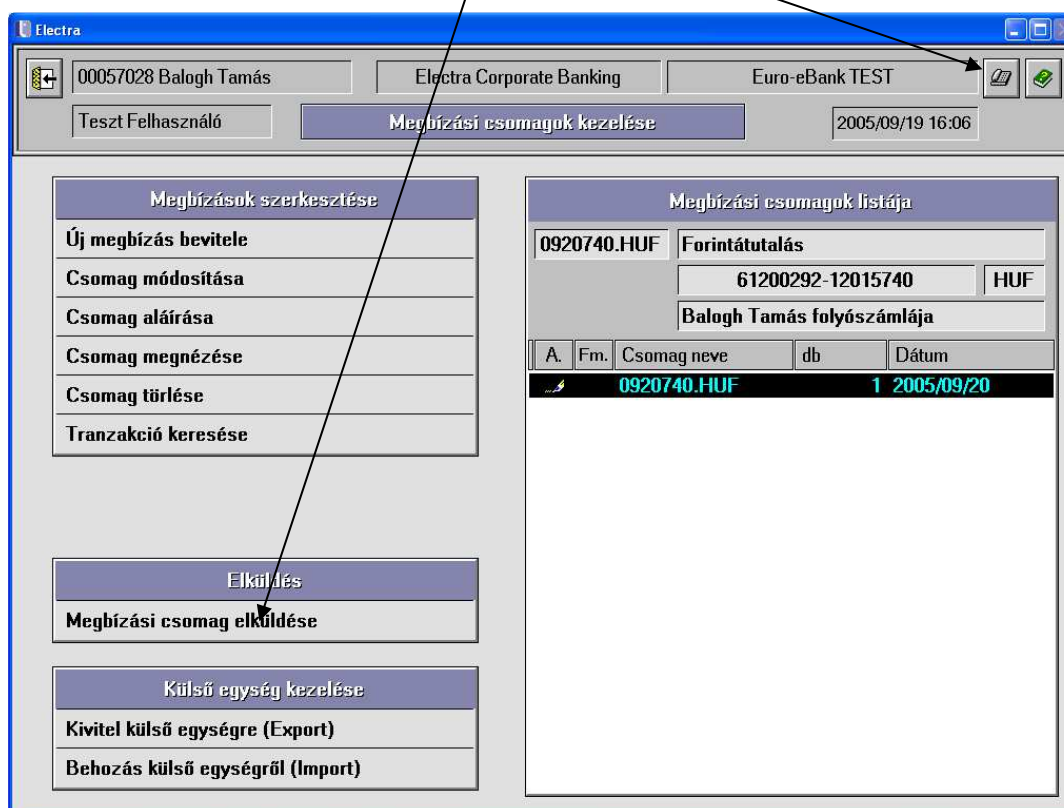 Electra
00057028 Balogh Tamás Electra Corporate Banking Euro-eBank TEST
Teszt Felhasználó Megbízási csomagok kezelése 2005/09/19 16:06
Megbízások szerkesztése
Új megbízás bevitele
Csomag módosítása
Csomag aláírása
Csomag megnézése
Csomag törlése
Tranzakció keresése
Elküldés
Megbízási csomag elküldése
Külső egység kezelése
Kivitel külső egységre (Export)
Behozás külső egységről (Import)
Megbízási csomagok listája
0920740.HUF Forintátutalás
61200292-12015740 HUF
Balogh Tamás folyószámlája
A. Fm. Csomag neve db Dátum
0920740.HUF 1 2005/09/20